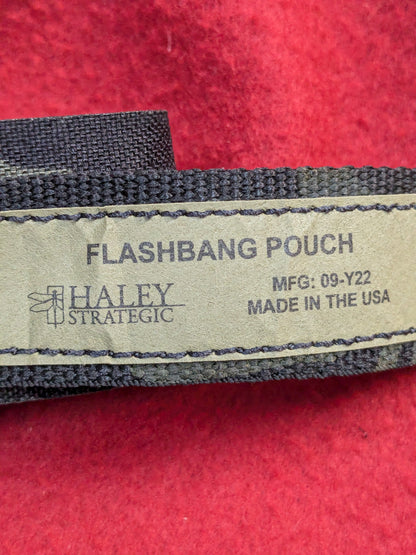 FLASHBANG POUCH
HALEY
STRATEGIC
MFG: 09-Y22
MADE IN THE USA